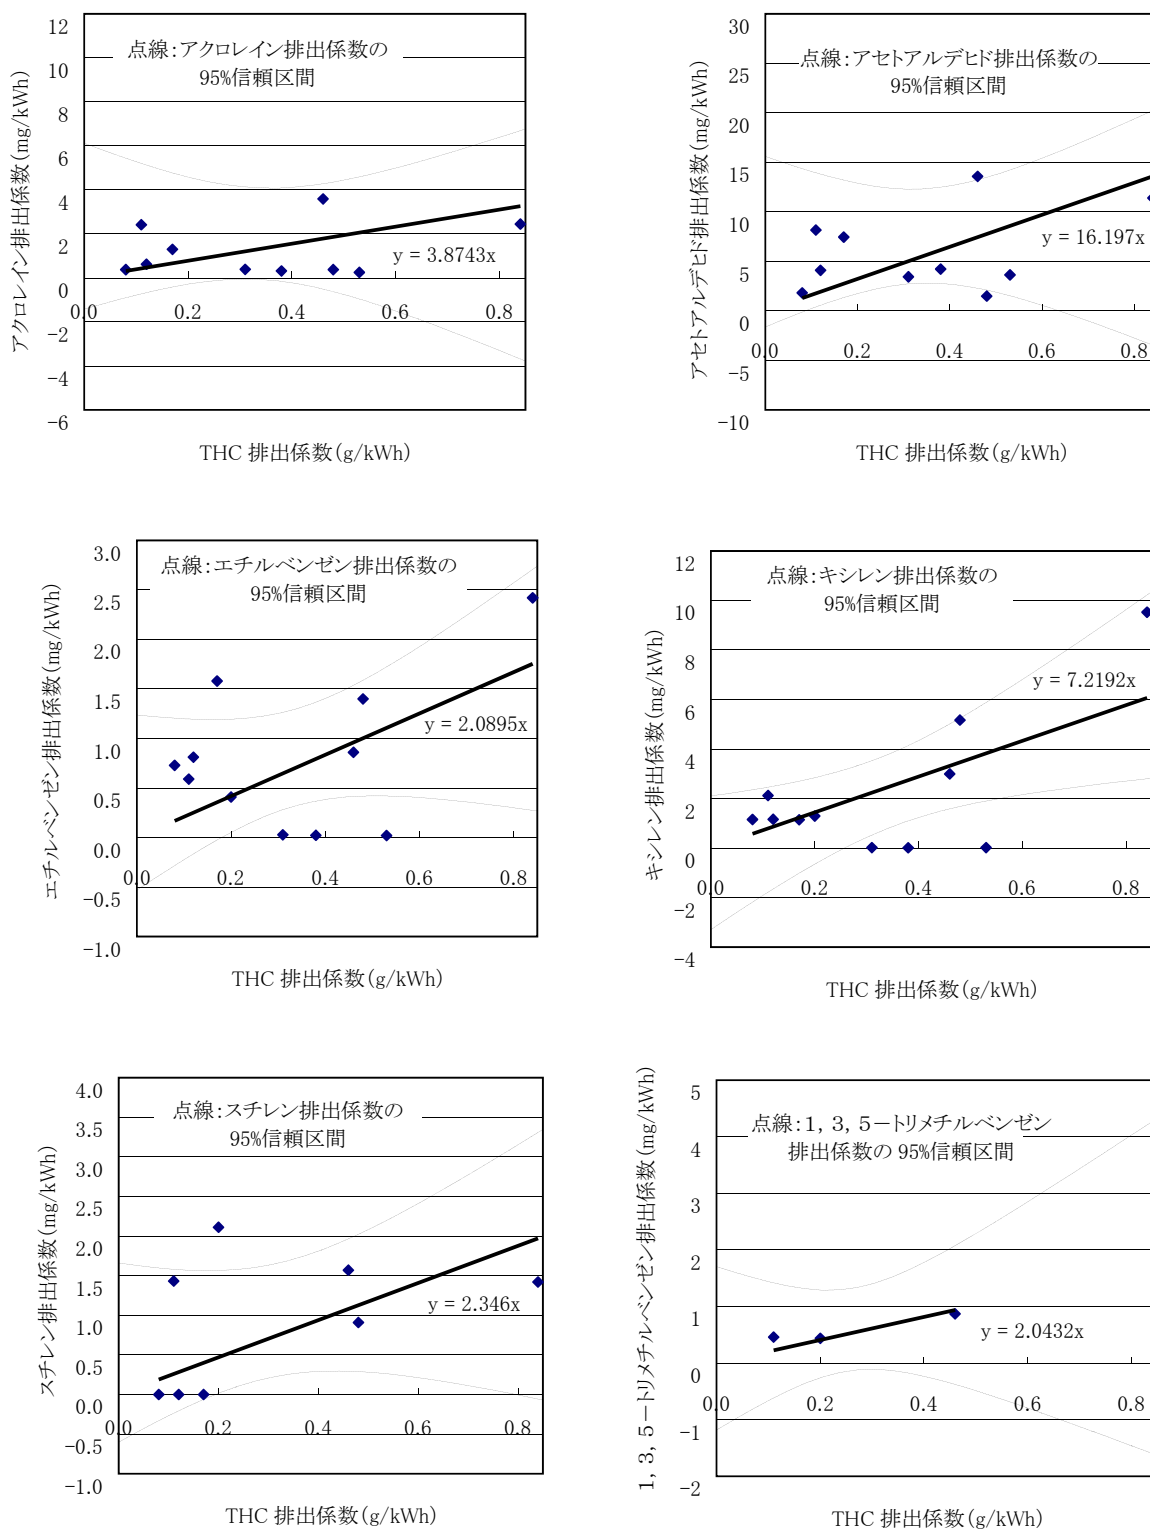 12
10
8
6
4
2
0
−2
−4
−6
点線：アクロレイン排出係数の
95%信頼区間
アクロレイン排出係数(mg/kWh)
y = 3.8743x
0.0 0.2 0.4 0.6 0.8
THC 排出係数(g/kWh)
30
25
20
15
10
5
0
−5
−10
点線：アセトアルデヒド排出係数の
95%信頼区間
アセトアルデヒド排出係数(mg/kWh)
y = 16.197x
0.0 0.2 0.4 0.6 0.8
THC 排出係数(g/kWh)
3.0
2.5
2.0
1.5
1.0
0.5
0.0
−0.5
−1.0
点線：エチルベンゼン排出係数の
95%信頼区間
エチルベンゼン排出係数(mg/kWh)
y = 2.0895x
0.0 0.2 0.4 0.6 0.8
THC 排出係数(g/kWh)
12
10
8
6
4
2
0
−2
−4
点線：キシレン排出係数の
95%信頼区間
キシレン排出係数(mg/kWh)
y = 7.2192x
0.0 0.2 0.4 0.6 0.8
THC 排出係数(g/kWh)
4.0
3.5
3.0
2.5
2.0
1.5
1.0
0.5
0.0
−0.5
−1.0
点線：スチレン排出係数の
95%信頼区間
スチレン排出係数(mg/kWh)
y = 2.346x
0.0 0.2 0.4 0.6 0.8
THC 排出係数(g/kWh)
5
4
3
2
1
0
−1
−2
点線：１，３，５−トリメチルベンゼン
排出係数の 95%信頼区間
１，３，５−トリメチルベンゼン排出係数(mg/kWh)
y = 2.0432x
0.0 0.2 0.4 0.6 0.8
THC 排出係数(g/kWh)